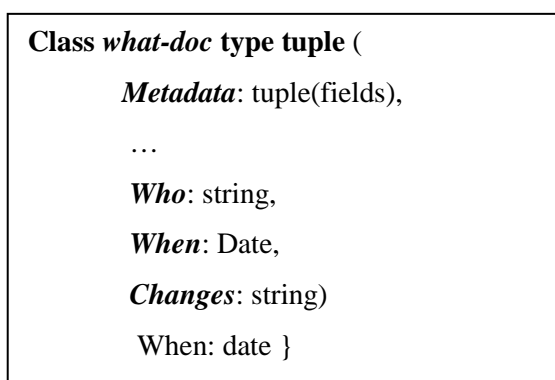 Class what-doc type tuple (
Metadata: tuple(fields),
…
Who: string,
When: Date,
Changes: string)
When: date }